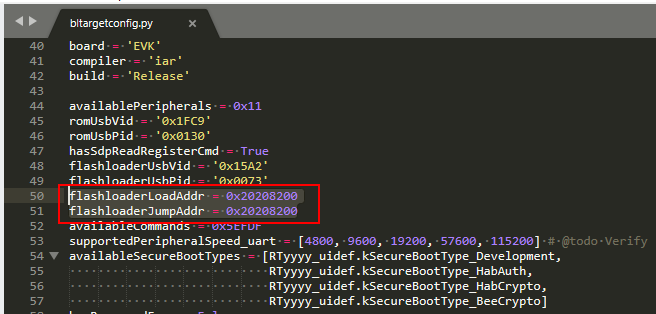 bltargetconfig.py ×
40 board = 'EVK'
41 compiler = 'iar'
42 build = 'Release'
43
44 availablePeripherals = 0x11
45 romUsbVid = '0x1FC9'
46 romUsbPid = '0x0130'
47 hasSdpReadRegisterCmd = True
48 flashloaderUsbVid = '0x15A2'
49 flashloaderUsbPid = '0x0073'
50 flashloaderLoadAddr = 0x20208200
51 flashloaderJumpAddr = 0x20208200
52 availableCommands = 0x5EFDF
53 supportedPeripheralSpeed_uart = [4800, 9600, 19200, 57600, 115200] # @todo Verify
54 availableSecureBootTypes = [RTyyyy_uidef.kSecureBootType_Development,
55 RTyyyy_uidef.kSecureBootType_HabAuth,
56 RTyyyy_uidef.kSecureBootType_HabCrypto,
57 RTyyyy_uidef.kSecureBootType_BeeCrypto]